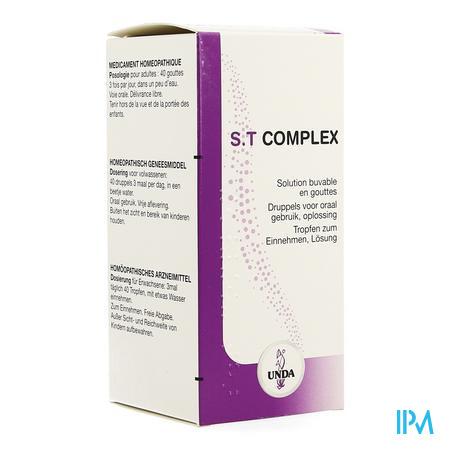 MEDICAMENT HOMEOPATHIQUE
Posologie pour adultes : 40 gouttes
3 fois par jour, dans un peu d'eau.
Voie orale. Délivrance libre.
Tenir hors de la vue et de la portée des
enfants.
HOMEOPATHISCH GENEESMIDDEL
Dosering voor volwassenen:
40 druppels 3 maal per dag, in een
beetje water.
Oraal gebruik. Vrije aflevering.
Buiten het zicht en bereik van kinderen
houden.
HOMÖOPATHISCHES ARZNEIMITTEL
Dosierung für Erwachsene: 3mal
täglich 40 Tropfen, mit etwas Wasser
einnehmen.
Zum Einnehmen. Freie Abgabe.
Außer Sicht- und Reichweite von
Kindern aufbewahren.
S.T COMPLEX
Solution buvable
en gouttes
Druppels voor oraal
gebruik, oplossing
Tropfen zum
Einnehmen, Lösung
UNDA
IPM